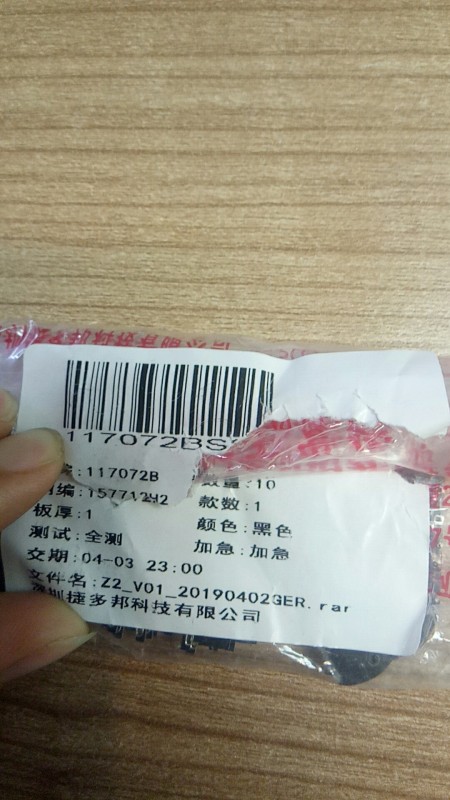 117072BS
:117072B
数量:10
编:157712H2
款数:1
板厚:1
颜色:黑色
测试:全测
加急:加急
交期:04-03 23:00
文件名:Z2_V01_20190402GER.rar
深圳捷多邦科技有限公司